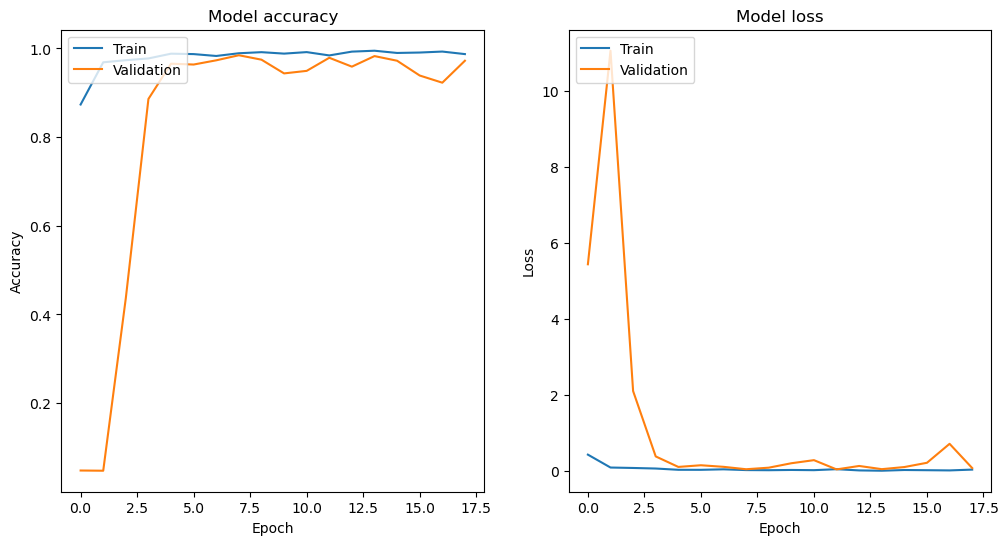 Model accuracy
Train
Validation
1.0
0.8
0.6
0.4
0.2
Accuracy
0.0 2.5 5.0 7.5 10.0 12.5 15.0 17.5
Epoch
Model loss
Train
Validation
10
8
6
4
2
0
Loss
0.0 2.5 5.0 7.5 10.0 12.5 15.0 17.5
Epoch